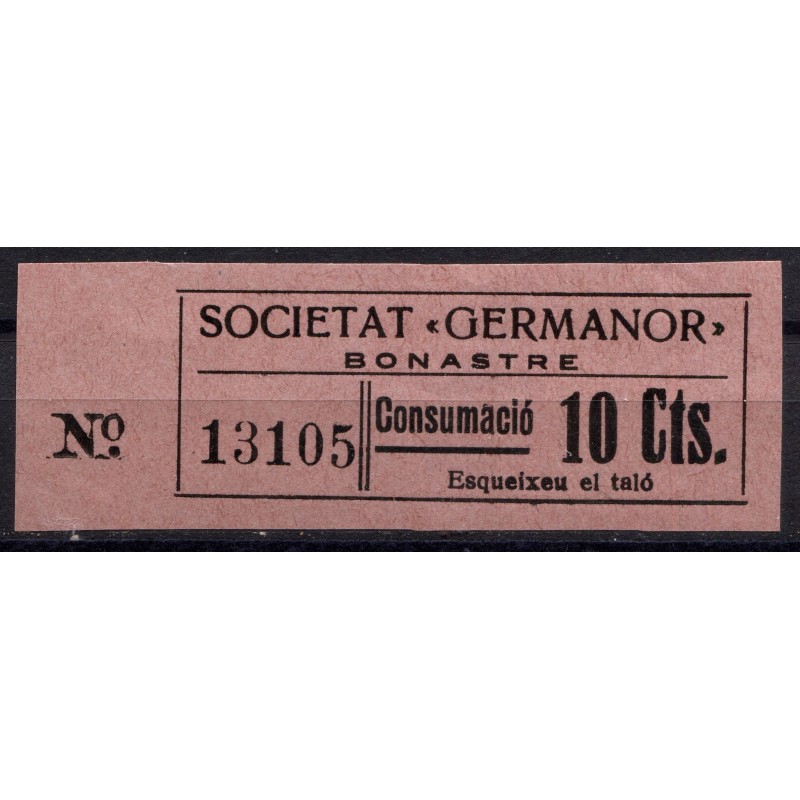 SOCIETAT «GERMANOR»
BONASTRE
Nº 13105
Consumació 10 Cts.
Esqueixeu el taló